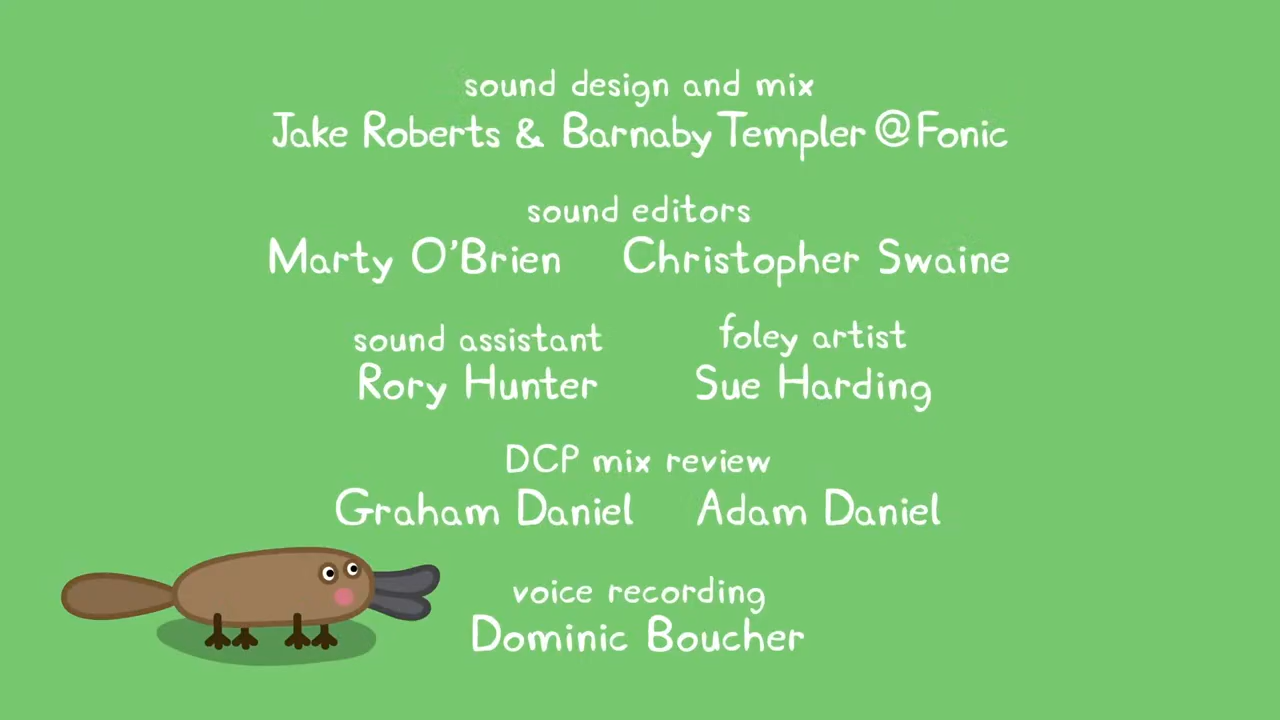 sound design and mix
Jake Roberts & Barnaby Templer @ Fonic
sound editors
Marty O'Brien Christopher Swaine
sound assistant foley artist
Rory Hunter Sue Harding
DCP mix review
Graham Daniel Adam Daniel
voice recording
Dominic Boucher